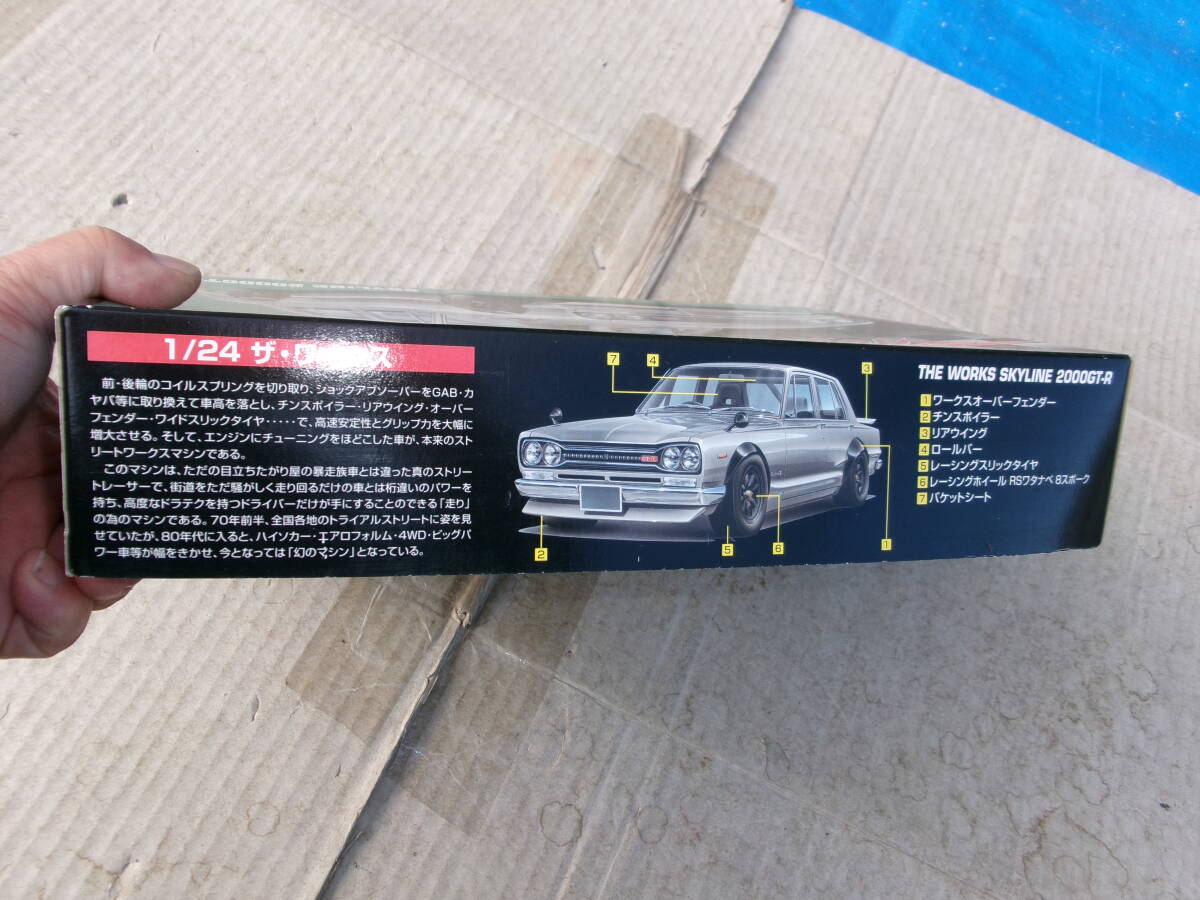 1/24 ザ・ワークス
前・後輪のコイルスプリングを切り取り、ショックアブソーバーをGAB・カ
ヤバ等に取り換えて車高を落とし、チンスポイラー・リアウイング・オーバー
フェンダー・ワイドスリックタイヤ・・・・・で、高速安定性とグリップ力を大幅に
増大させる。そして、エンジンにチューニングをほどこした車が、本来のスト
リートワークスマシンである。
このマシンは、ただの目立ちたがり屋の暴走族車とは違った真のストリー
トレーサーで、街道をただ騒がしく走り回るだけの車とは桁違いのパワーを
持ち、高度なドラテクを持つドライバーだけが手にすることのできる「走り」
の為のマシンである。70年前半、全国各地のトライアルストリートに姿を見
せていたが、80年代に入ると、ハイソカー・エアロフォルム・4WD・ビッグパ
ワー車等が幅をきかせ、今となっては「幻のマシン」となっている。
7
4
3
2
5
6
1
THE WORKS SKYLINE 2000GT-R
1 ワークスオーバーフェンダー
2 チンスポイラー
3 リアウイング
4 ロールバー
5 レーシングスリックタイヤ
6 レーシングホイール RSワタナベ 8スポーク
7 バケットシート